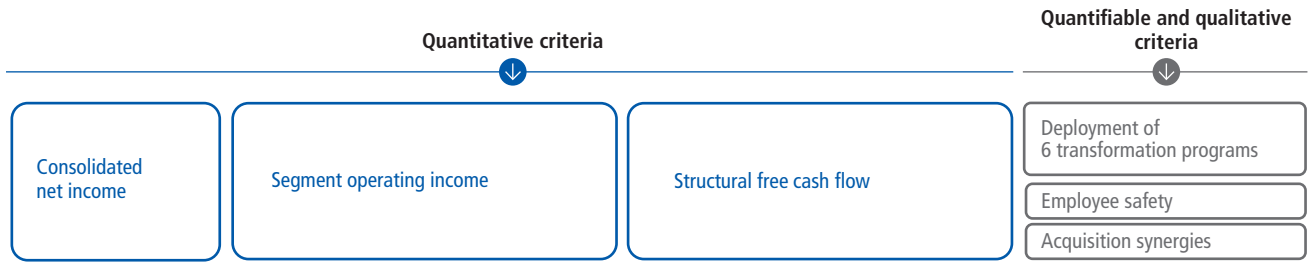 Quantitative criteria
Quantifiable and qualitative
criteria
Consolidated
net income
Segment operating income
Structural free cash flow
Deployment of
6 transformation programs
Employee safety
Acquisition synergies